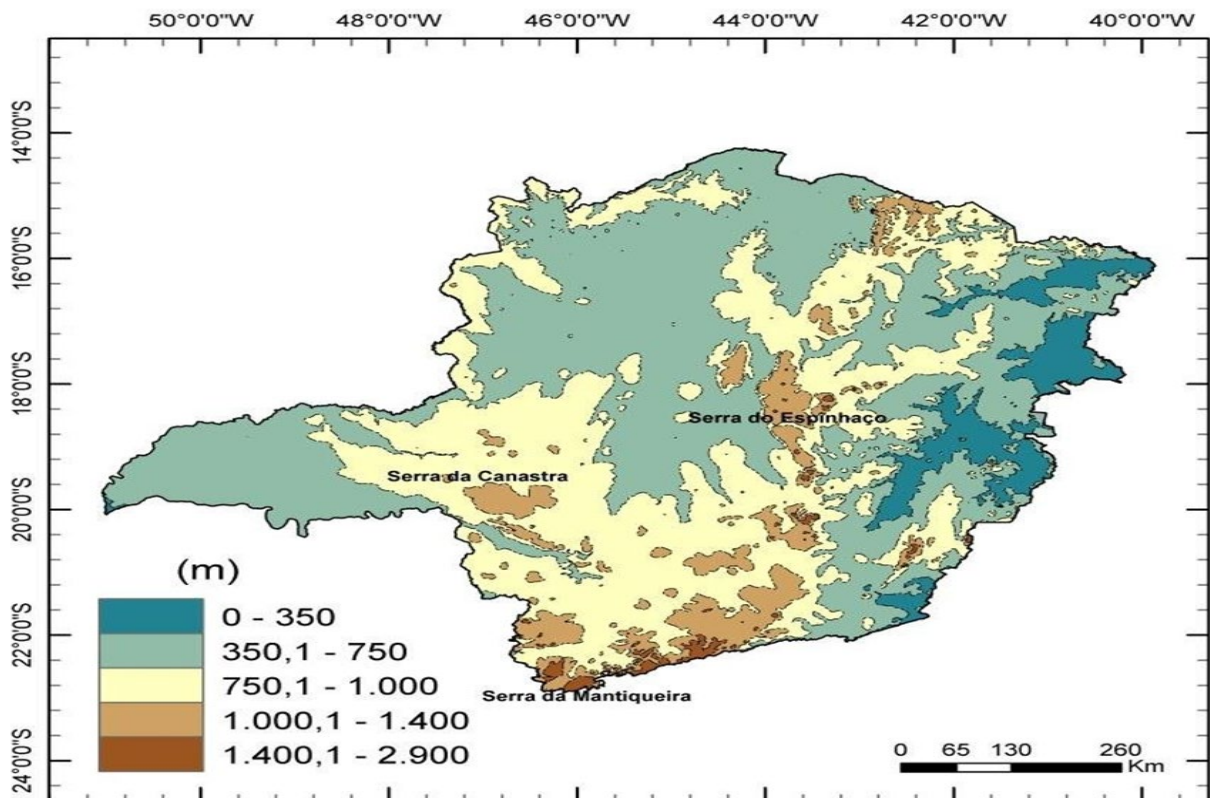 50°0'0"W 48°0'0"W 46°0'0"W 44°0'0"W 42°0'0"W 40°0'0"W
14°0'0"S
16°0'0"S
18°0'0"S
Serra do Espinhaço
Serra da Canastra
20°0'0"S
(m)
0 - 350
22°0'0"S
350,1 - 750
750,1 - 1.000
Serra da Mantiqueira
1.000,1 - 1.400
1.400,1 - 2.900
24°0'0"S
0 65 130 260
Km